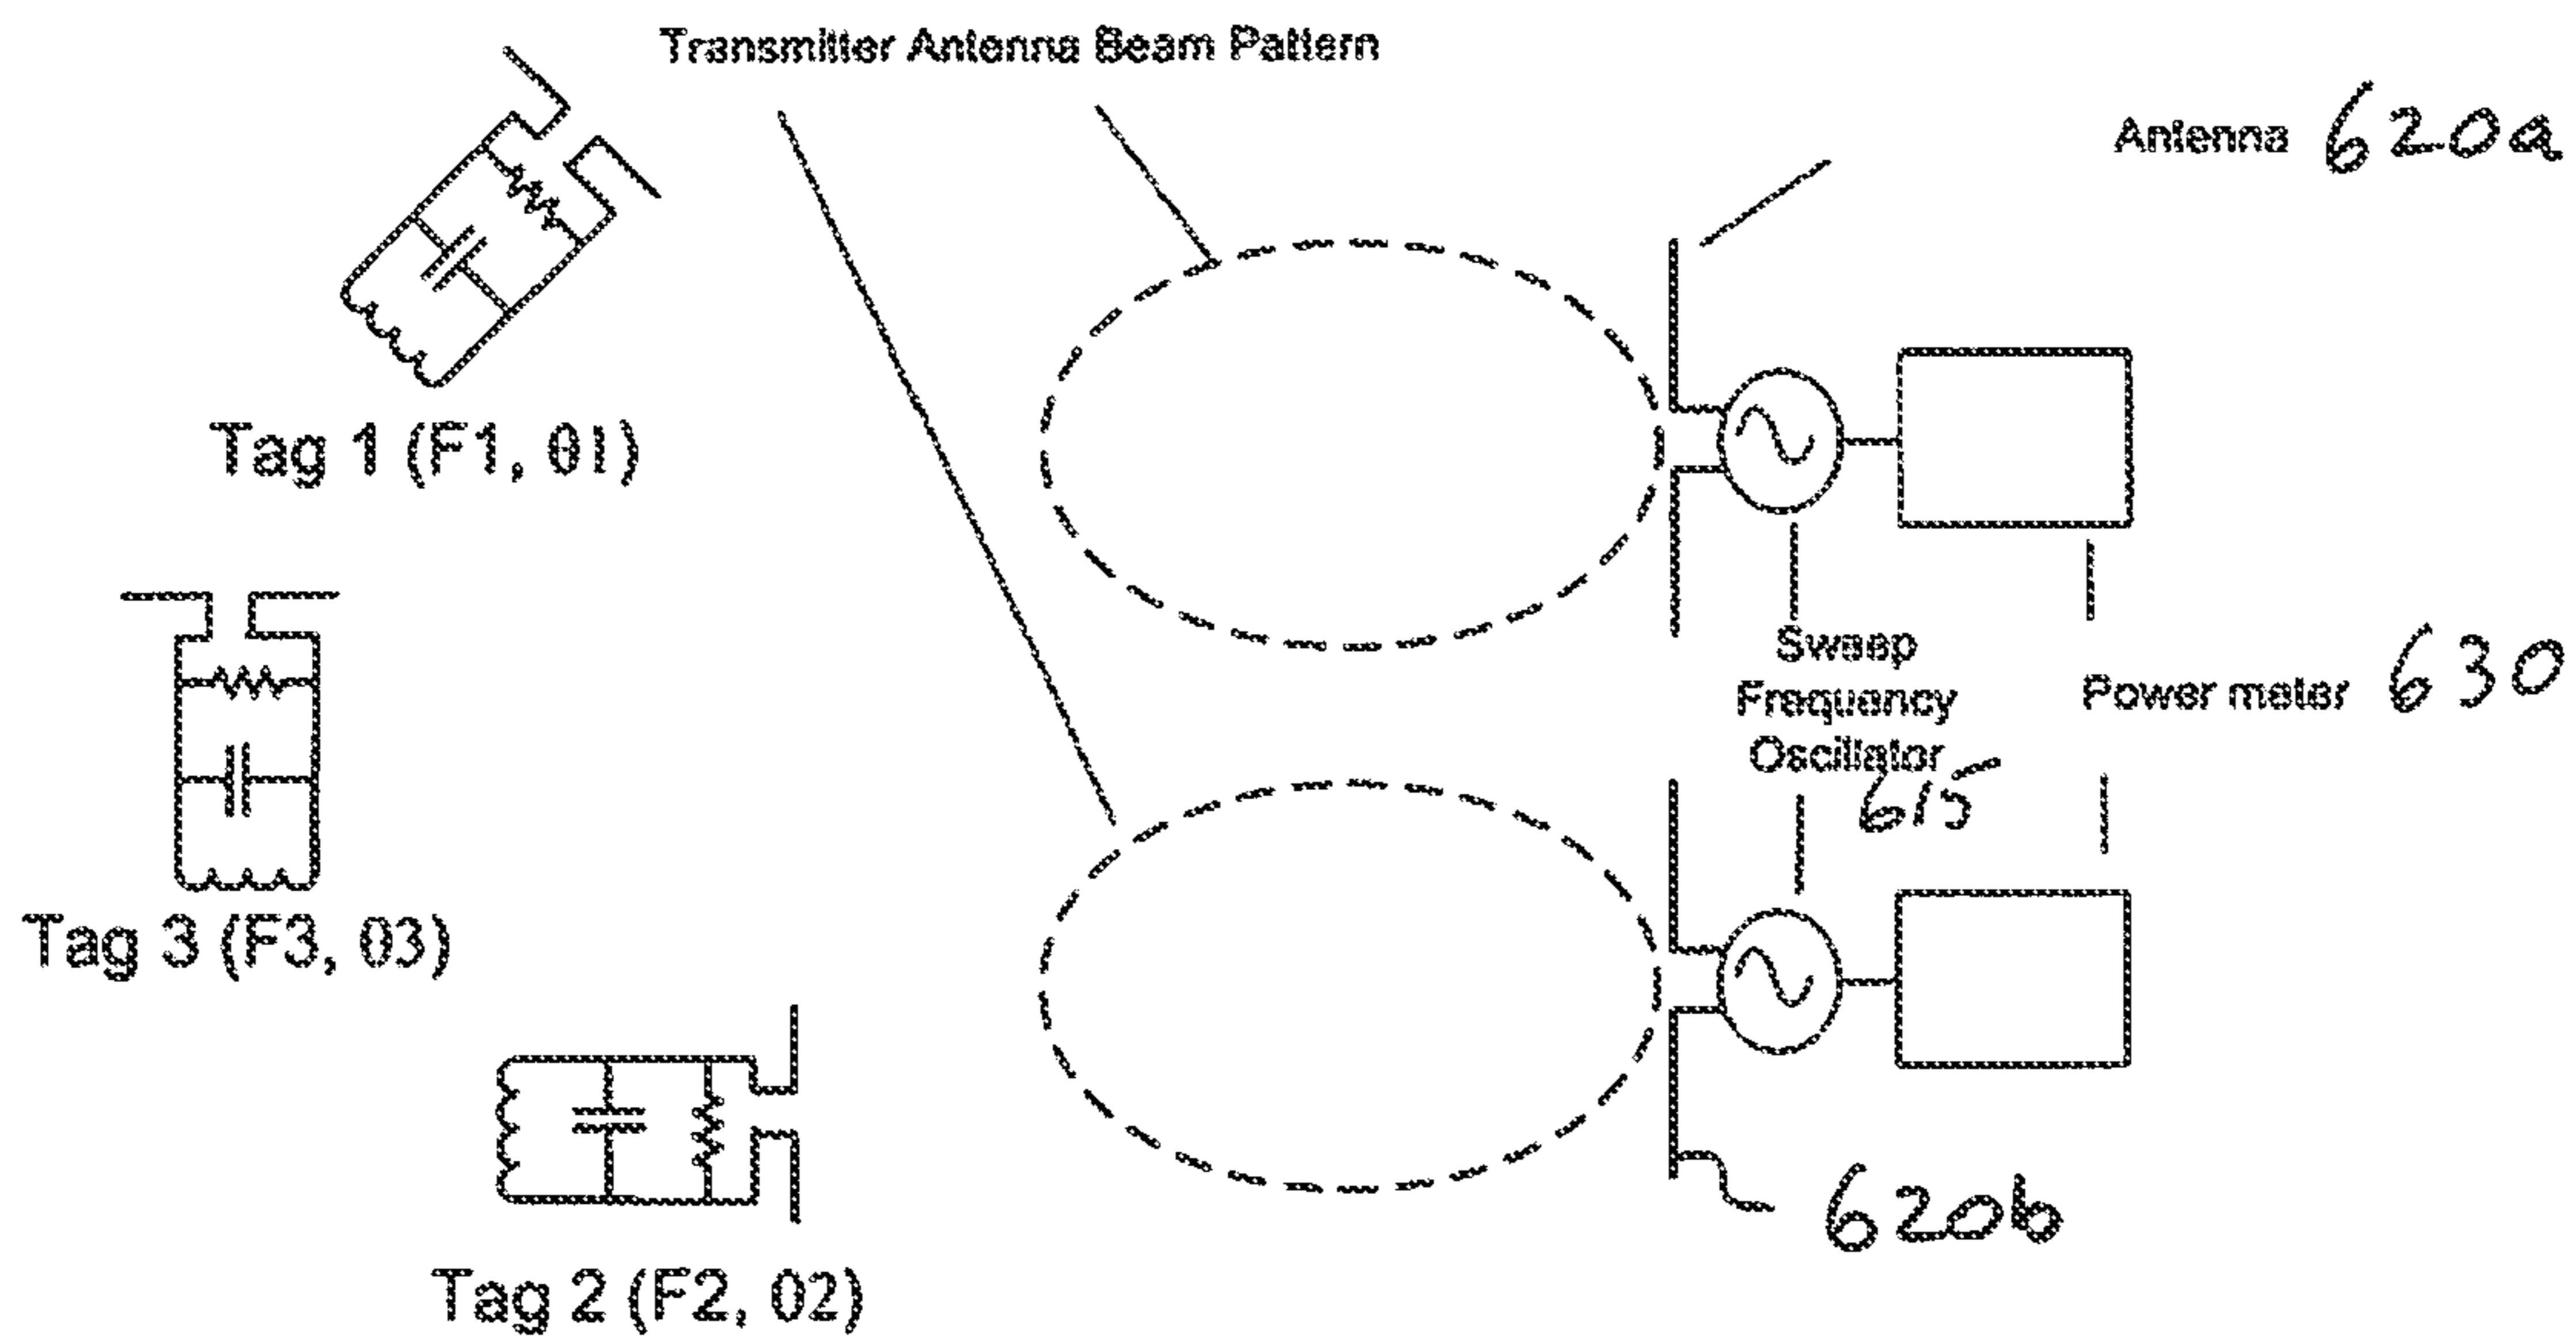 Transmitter Antenna Beam Pattern
Antenna 620a
Tag 1 (F1, θ1)
Sweep
Frequency
Oscillator
615
Power meter 630
Tag 3 (F3, θ3)
620b
Tag 2 (F2, θ2)